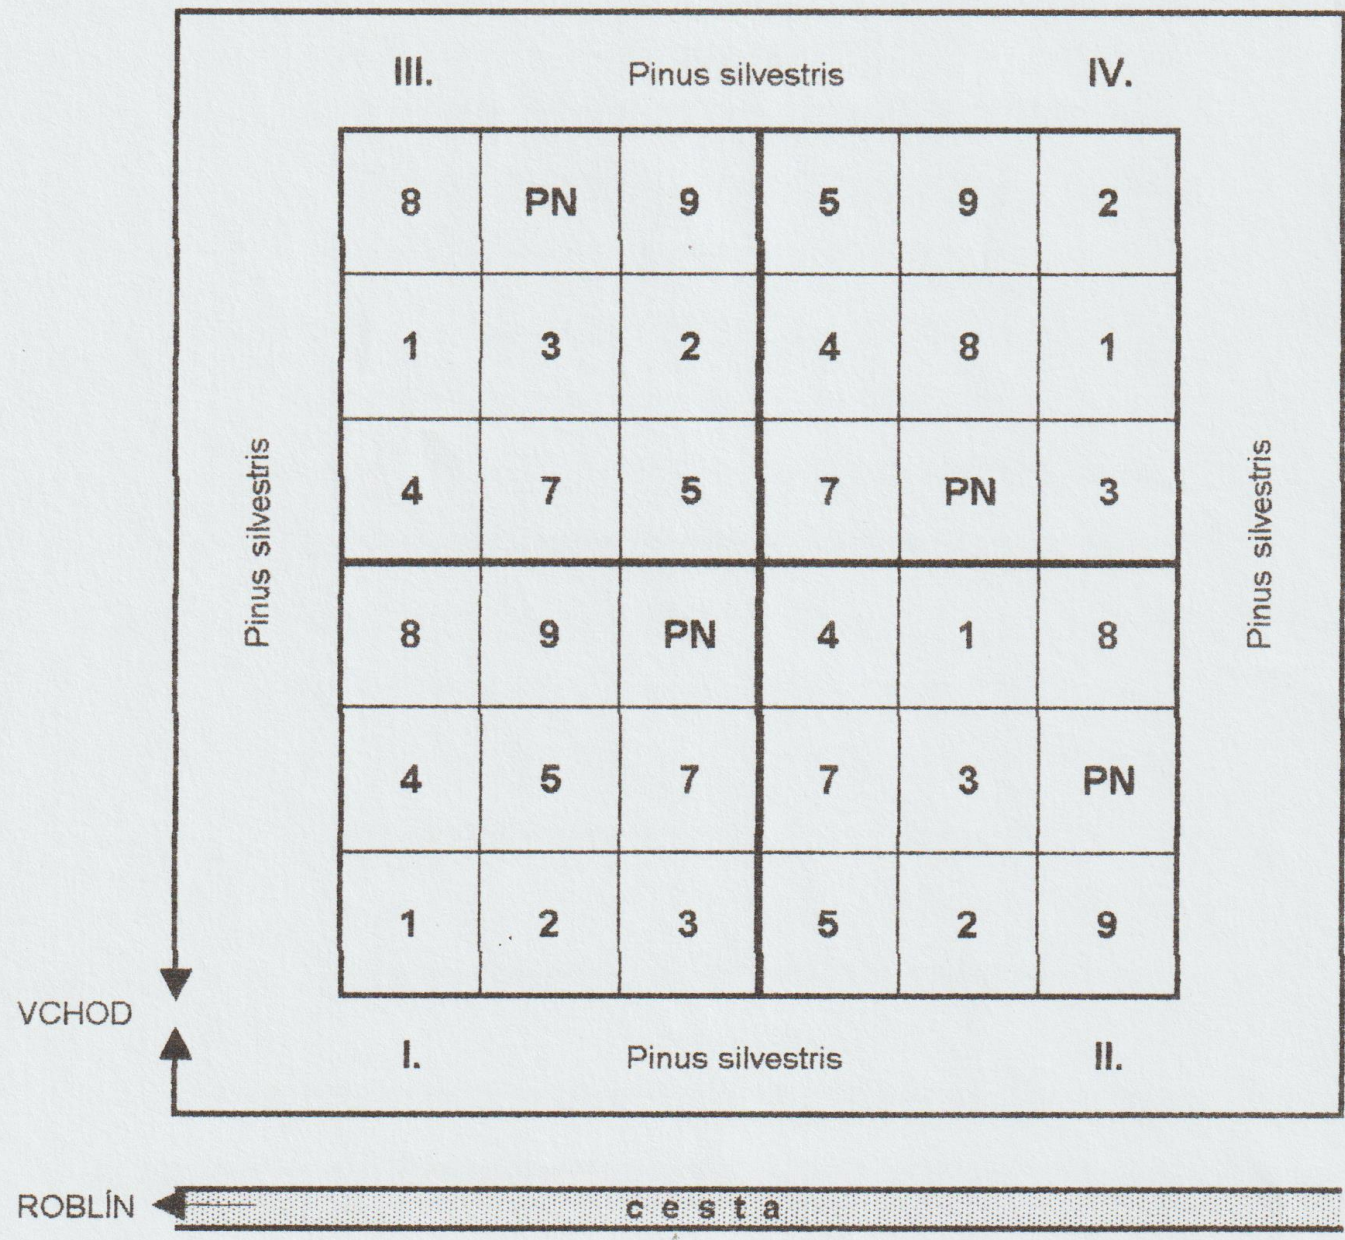 III. Pinus silvestris IV.
8 PN 9 5 9 2
1 3 2 4 8 1
4 7 5 7 PN 3
Pinus silvestris
Pinus silvestris
8 9 PN 4 1 8
4 5 7 7 3 PN
1 2 3 5 2 9
VCHOD
I. Pinus silvestris II.
ROBLÍN cesta